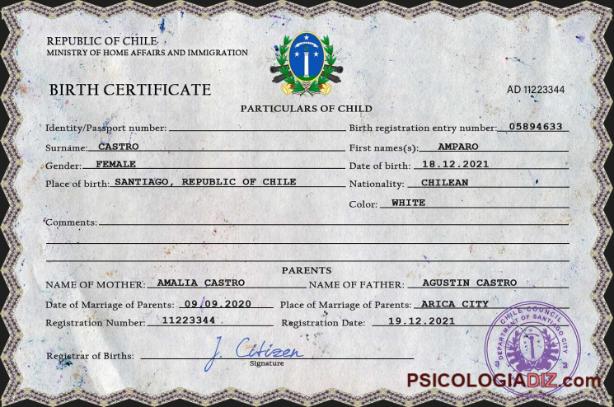 REPUBLIC OF CHILE
MINISTRY OF HOME AFFAIRS AND IMMIGRATION
BIRTH CERTIFICATE
AD 11223344
PARTICULARS OF CHILD
Identity/Passport number:
Birth registration entry number: 05894633
Surname: CASTRO
First names(s): AMPARO
Gender: FEMALE
Date of birth: 18.12.2021
Place of birth: SANTIAGO, REPUBLIC OF CHILE
Nationality: CHILEAN
Color: WHITE
Comments:
PARENTS
NAME OF MOTHER: AMALIA CASTRO
NAME OF FATHER: AGUSTIN CASTRO
Date of Marriage of Parents: 09.09.2020
Place of Marriage of Parents: ARICA CITY
Registration Number: 11223344
Registration Date: 19.12.2021
Registrar of Births: J. Citizen
Signature
CHILE COUNCIL
DEPARTMENT OF SANTIAGO CITY
PSICOLOGIADIZ.com